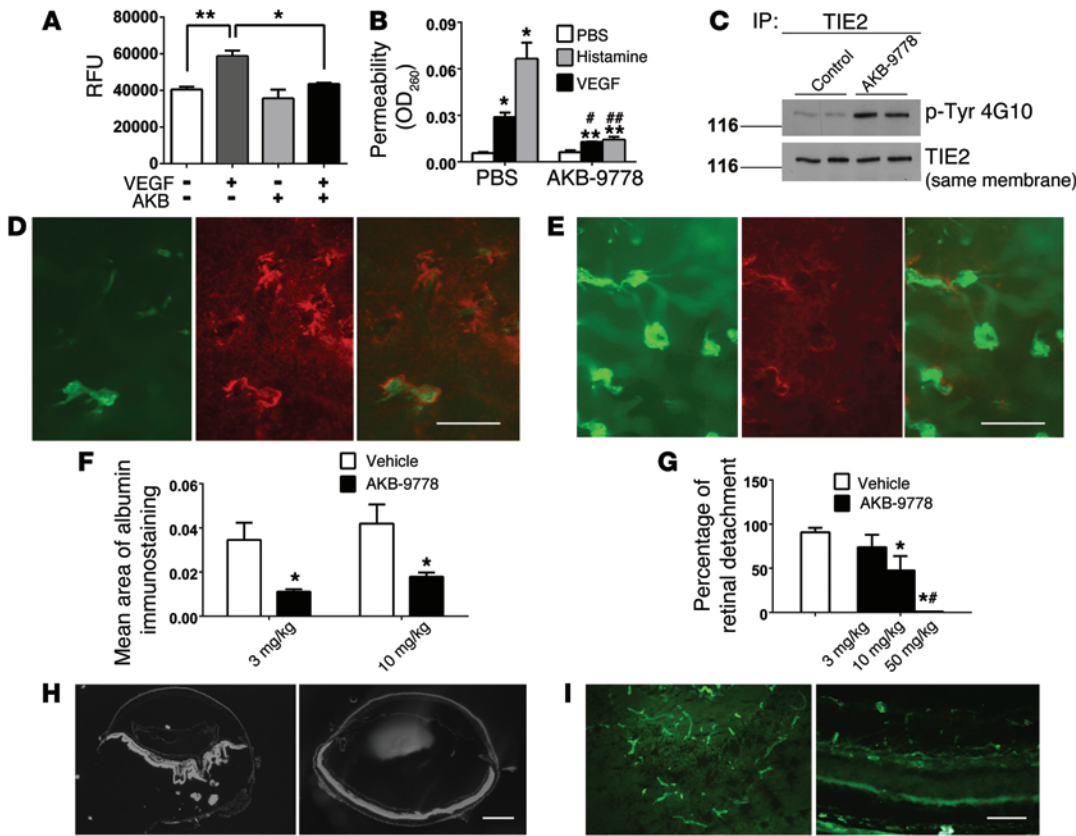 A
** *
RFU
80000
60000
40000
20000
0
VEGF - + - +
AKB - - + +
B
PBS
Histamine
VEGF
Permeability
(OD260)
0.09
0.06
0.03
0.00
*
*
# ##
** **
PBS AKB-9778
C
IP: TIE2
Control AKB-9778
116
p-Tyr 4G10
116
TIE2
(same membrane)
D
E
F
Vehicle
AKB-9778
Mean area of albumin
immunostaining
0.06
0.04
0.02
0.00
* *
3 mg/kg 10 mg/kg
G
Vehicle
AKB-9778
Percentage of
retinal detachment
150
100
50
0
*
*#
3 mg/kg 10 mg/kg 50 mg/kg
H
I